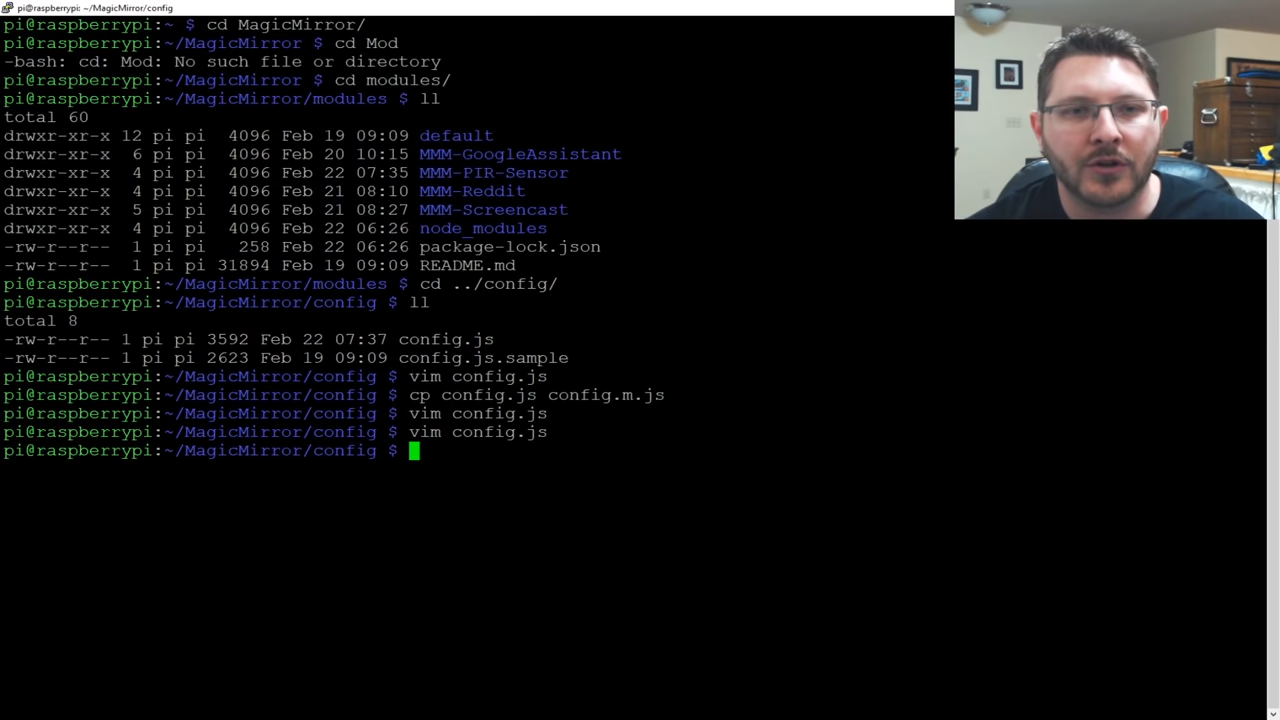 pi@raspberrypi: ~/MagicMirror/config
pi@raspberrypi:~ $ cd MagicMirror/
pi@raspberrypi:~/MagicMirror $ cd Mod
-bash: cd: Mod: No such file or directory
pi@raspberrypi:~/MagicMirror $ cd modules/
pi@raspberrypi:~/MagicMirror/modules $ ll
total 60
drwxr-xr-x 12 pi pi  4096 Feb 19 09:09 default
drwxr-xr-x  6 pi pi  4096 Feb 20 10:15 MMM-GoogleAssistant
drwxr-xr-x  4 pi pi  4096 Feb 22 07:35 MMM-PIR-Sensor
drwxr-xr-x  4 pi pi  4096 Feb 21 08:10 MMM-Reddit
drwxr-xr-x  5 pi pi  4096 Feb 21 08:27 MMM-Screencast
drwxr-xr-x  4 pi pi  4096 Feb 22 06:26 node_modules
-rw-r--r--  1 pi pi   258 Feb 22 06:26 package-lock.json
-rw-r--r--  1 pi pi 31894 Feb 19 09:09 README.md
pi@raspberrypi:~/MagicMirror/modules $ cd ../config/
pi@raspberrypi:~/MagicMirror/config $ ll
total 8
-rw-r--r-- 1 pi pi 3592 Feb 22 07:37 config.js
-rw-r--r-- 1 pi pi 2623 Feb 19 09:09 config.js.sample
pi@raspberrypi:~/MagicMirror/config $ vim config.js
pi@raspberrypi:~/MagicMirror/config $ cp config.js config.m.js
pi@raspberrypi:~/MagicMirror/config $ vim config.js
pi@raspberrypi:~/MagicMirror/config $ vim config.js
pi@raspberrypi:~/MagicMirror/config $